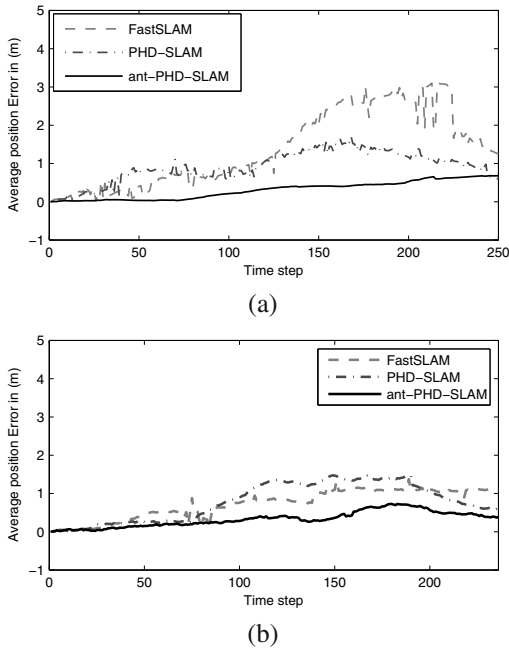 5
4
3
2
1
0
−1
Average position Error in (m)
FastSLAM
PHD−SLAM
ant−PHD−SLAM
0 50 100 150 200 250
Time step
(a)
5
4
3
2
1
0
−1
Average position Error in (m)
FastSLAM
PHD−SLAM
ant−PHD−SLAM
0 50 100 150 200
Time step
(b)